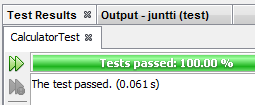 Test Results Output - juntti (test)
CalculatorTest
Tests passed: 100.00 %
The test passed. (0.061 s)